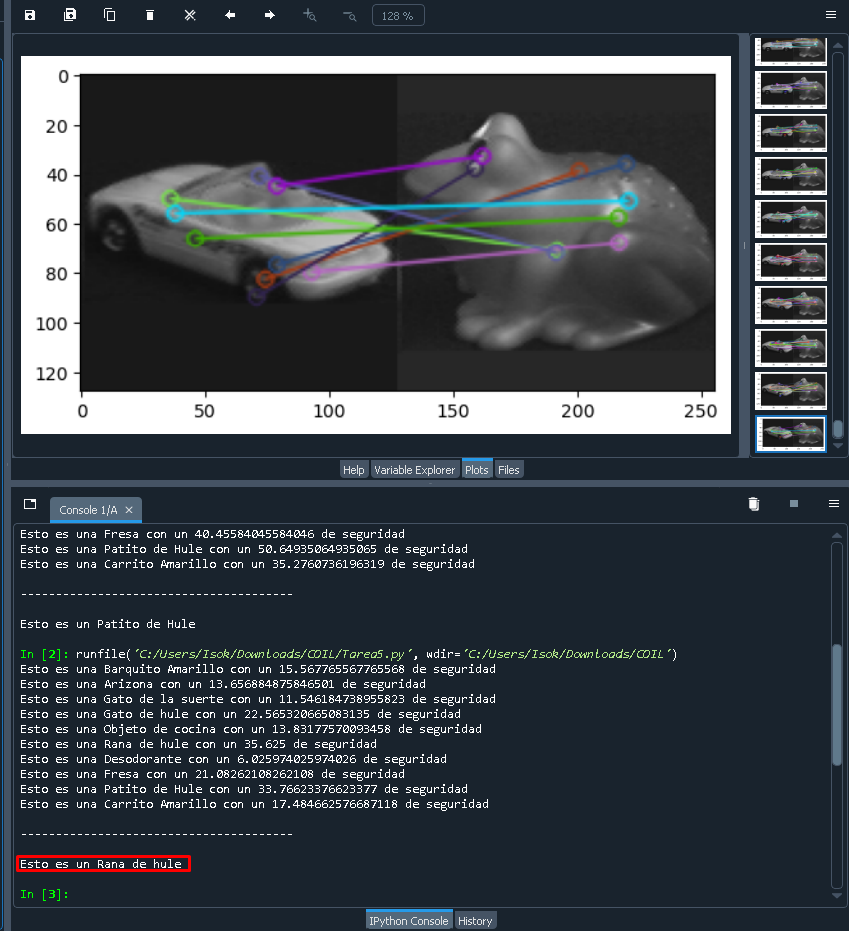 128 %
0
20
40
60
80
100
120
0 50 100 150 200 250
Help Variable Explorer Plots Files
Console 1/A
Esto es una Fresa con un 40.45584045584046 de seguridad
Esto es una Patito de Hule con un 50.64935064935065 de seguridad
Esto es una Carrito Amarillo con un 35.2760736196319 de seguridad
---------------------------------------
Esto es un Patito de Hule
In [2]: runfile('C:/Users/Isok/Downloads/COIL/Tarea5.py', wdir='C:/Users/Isok/Downloads/COIL')
Esto es una Barquito Amarillo con un 15.567765567765568 de seguridad
Esto es una Arizona con un 13.656884875846501 de seguridad
Esto es una Gato de la suerte con un 11.546184738955823 de seguridad
Esto es una Gato de hule con un 22.565320665083135 de seguridad
Esto es una Objeto de cocina con un 13.83177570093458 de seguridad
Esto es una Rana de hule con un 35.625 de seguridad
Esto es una Desodorante con un 6.025974025974026 de seguridad
Esto es una Fresa con un 21.08262108262108 de seguridad
Esto es una Patito de Hule con un 33.76623376623377 de seguridad
Esto es una Carrito Amarillo con un 17.484662576687118 de seguridad
---------------------------------------
Esto es un Rana de hule
In [3]:
IPython Console History